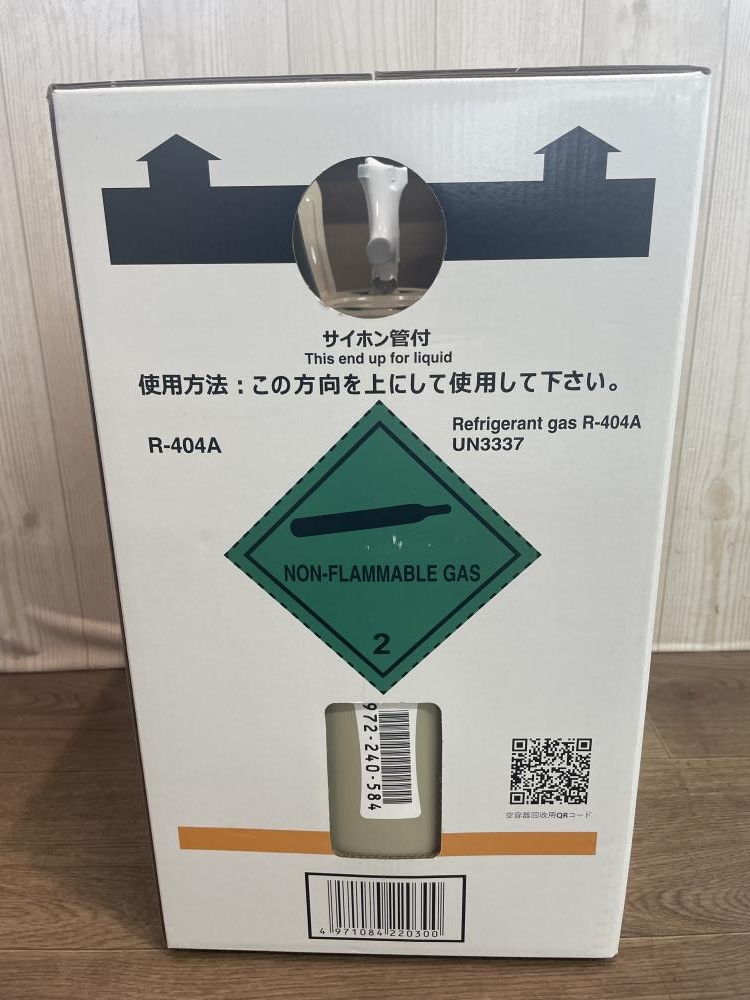 サイホン管付
This end up for liquid
使用方法：この方向を上にして使用して下さい。
R-404A
Refrigerant gas R-404A
UN3337
NON-FLAMMABLE GAS
2
972-240-584
空容器回収用QRコード
4 971084 220300